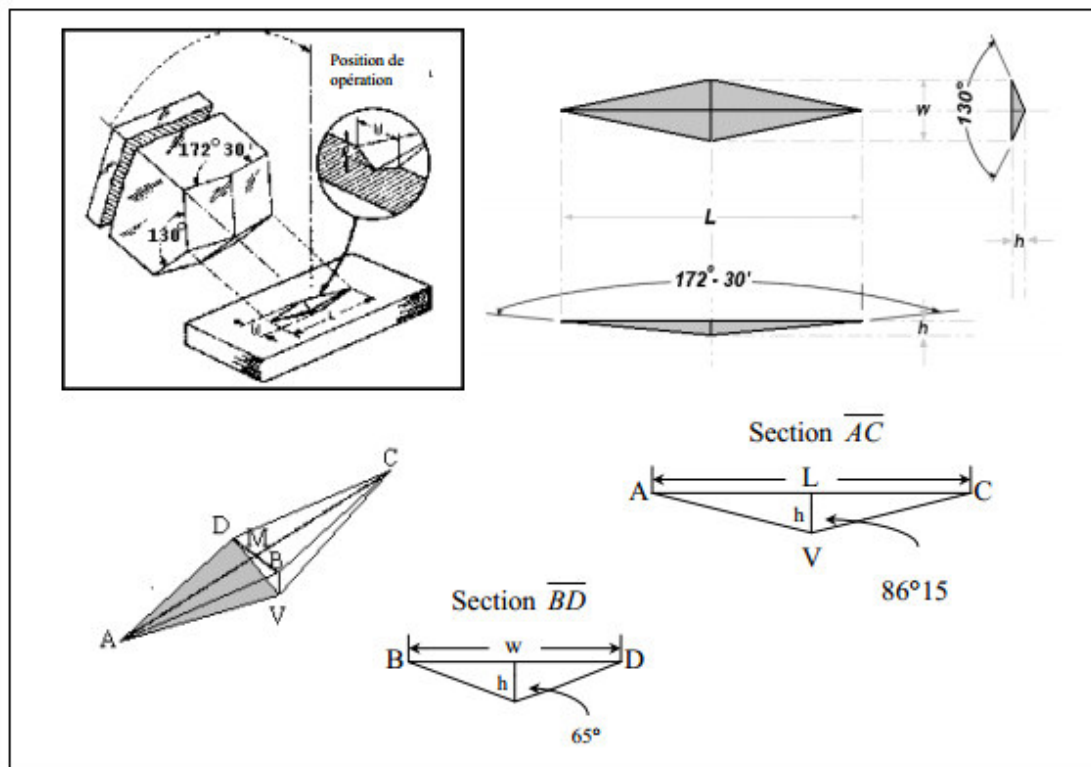 Position de
opération
172° 30'
130°
w
130°
L
h
172°- 30'
h
Section AC
A
L
C
h
V
86°15
C
D
M
B
V
A
Section BD
B
w
D
h
65°